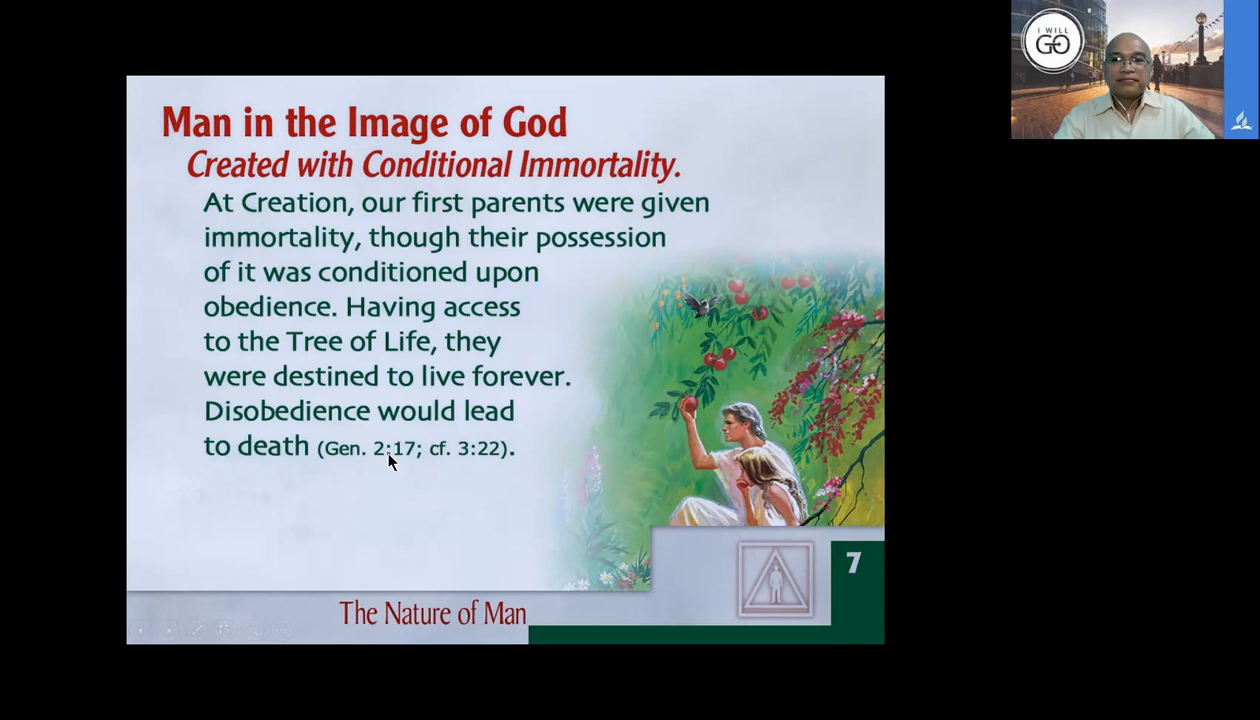 Man in the Image of God
Created with Conditional Immortality.
At Creation, our first parents were given
immortality, though their possession
of it was conditioned upon
obedience. Having access
to the Tree of Life, they
were destined to live forever.
Disobedience would lead
to death (Gen. 2:17; cf. 3:22).
7
The Nature of Man
I WILL
GO